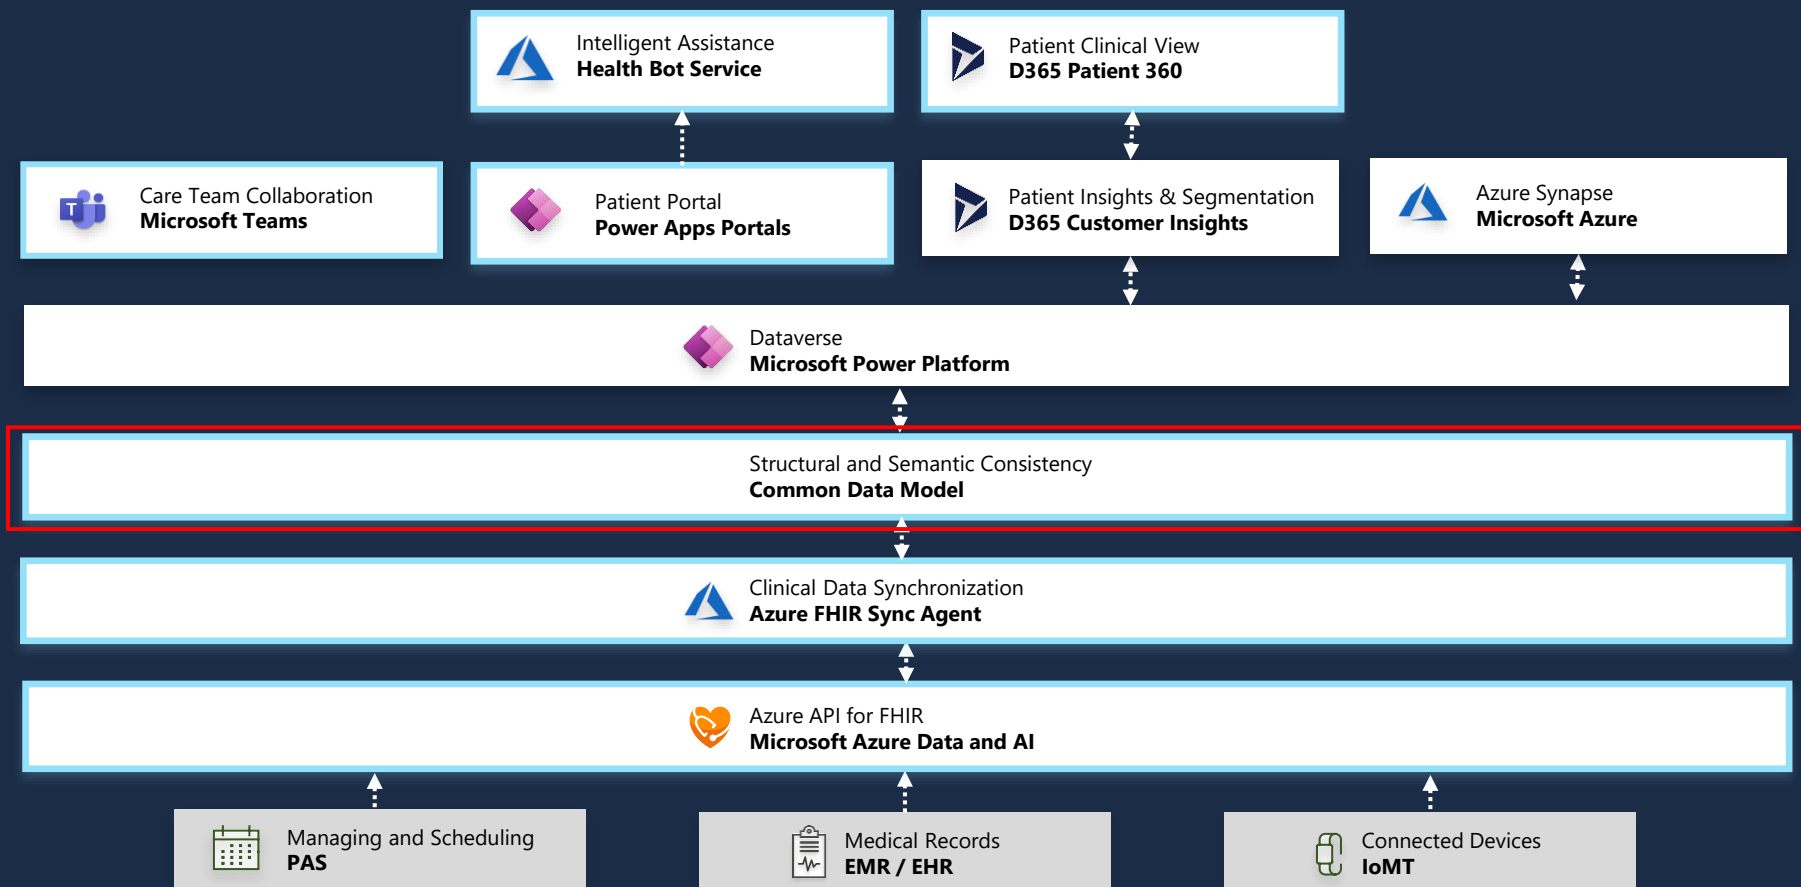 Intelligent Assistance
Health Bot Service
Patient Clinical View
D365 Patient 360
Care Team Collaboration
Microsoft Teams
Patient Portal
Power Apps Portals
Patient Insights & Segmentation
D365 Customer Insights
Azure Synapse
Microsoft Azure
Dataverse
Microsoft Power Platform
Structural and Semantic Consistency
Common Data Model
Clinical Data Synchronization
Azure FHIR Sync Agent
Azure API for FHIR
Microsoft Azure Data and AI
Managing and Scheduling
PAS
Medical Records
EMR / EHR
Connected Devices
IoMT